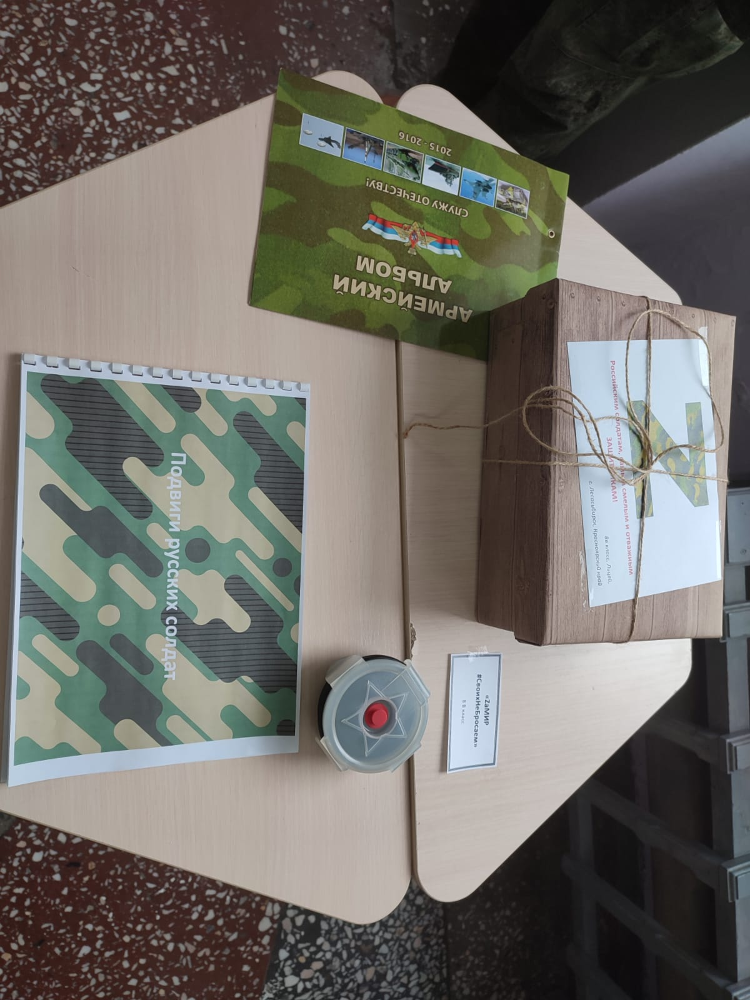 АРМЕЙСКИЙ
АЛЬБОМ
СЛУЖУ ОТЕЧЕСТВУ!
2015 - 2016
Z
Российским солдатам, самым смелым и отважным
ЗАЩИТНИКАМ!
8в класс, Лицей,
г. Лесосибирск, Красноярский край
Подвиги русских солдат
«ZaМИР
#СвоихНеБросаем»
8 В класс